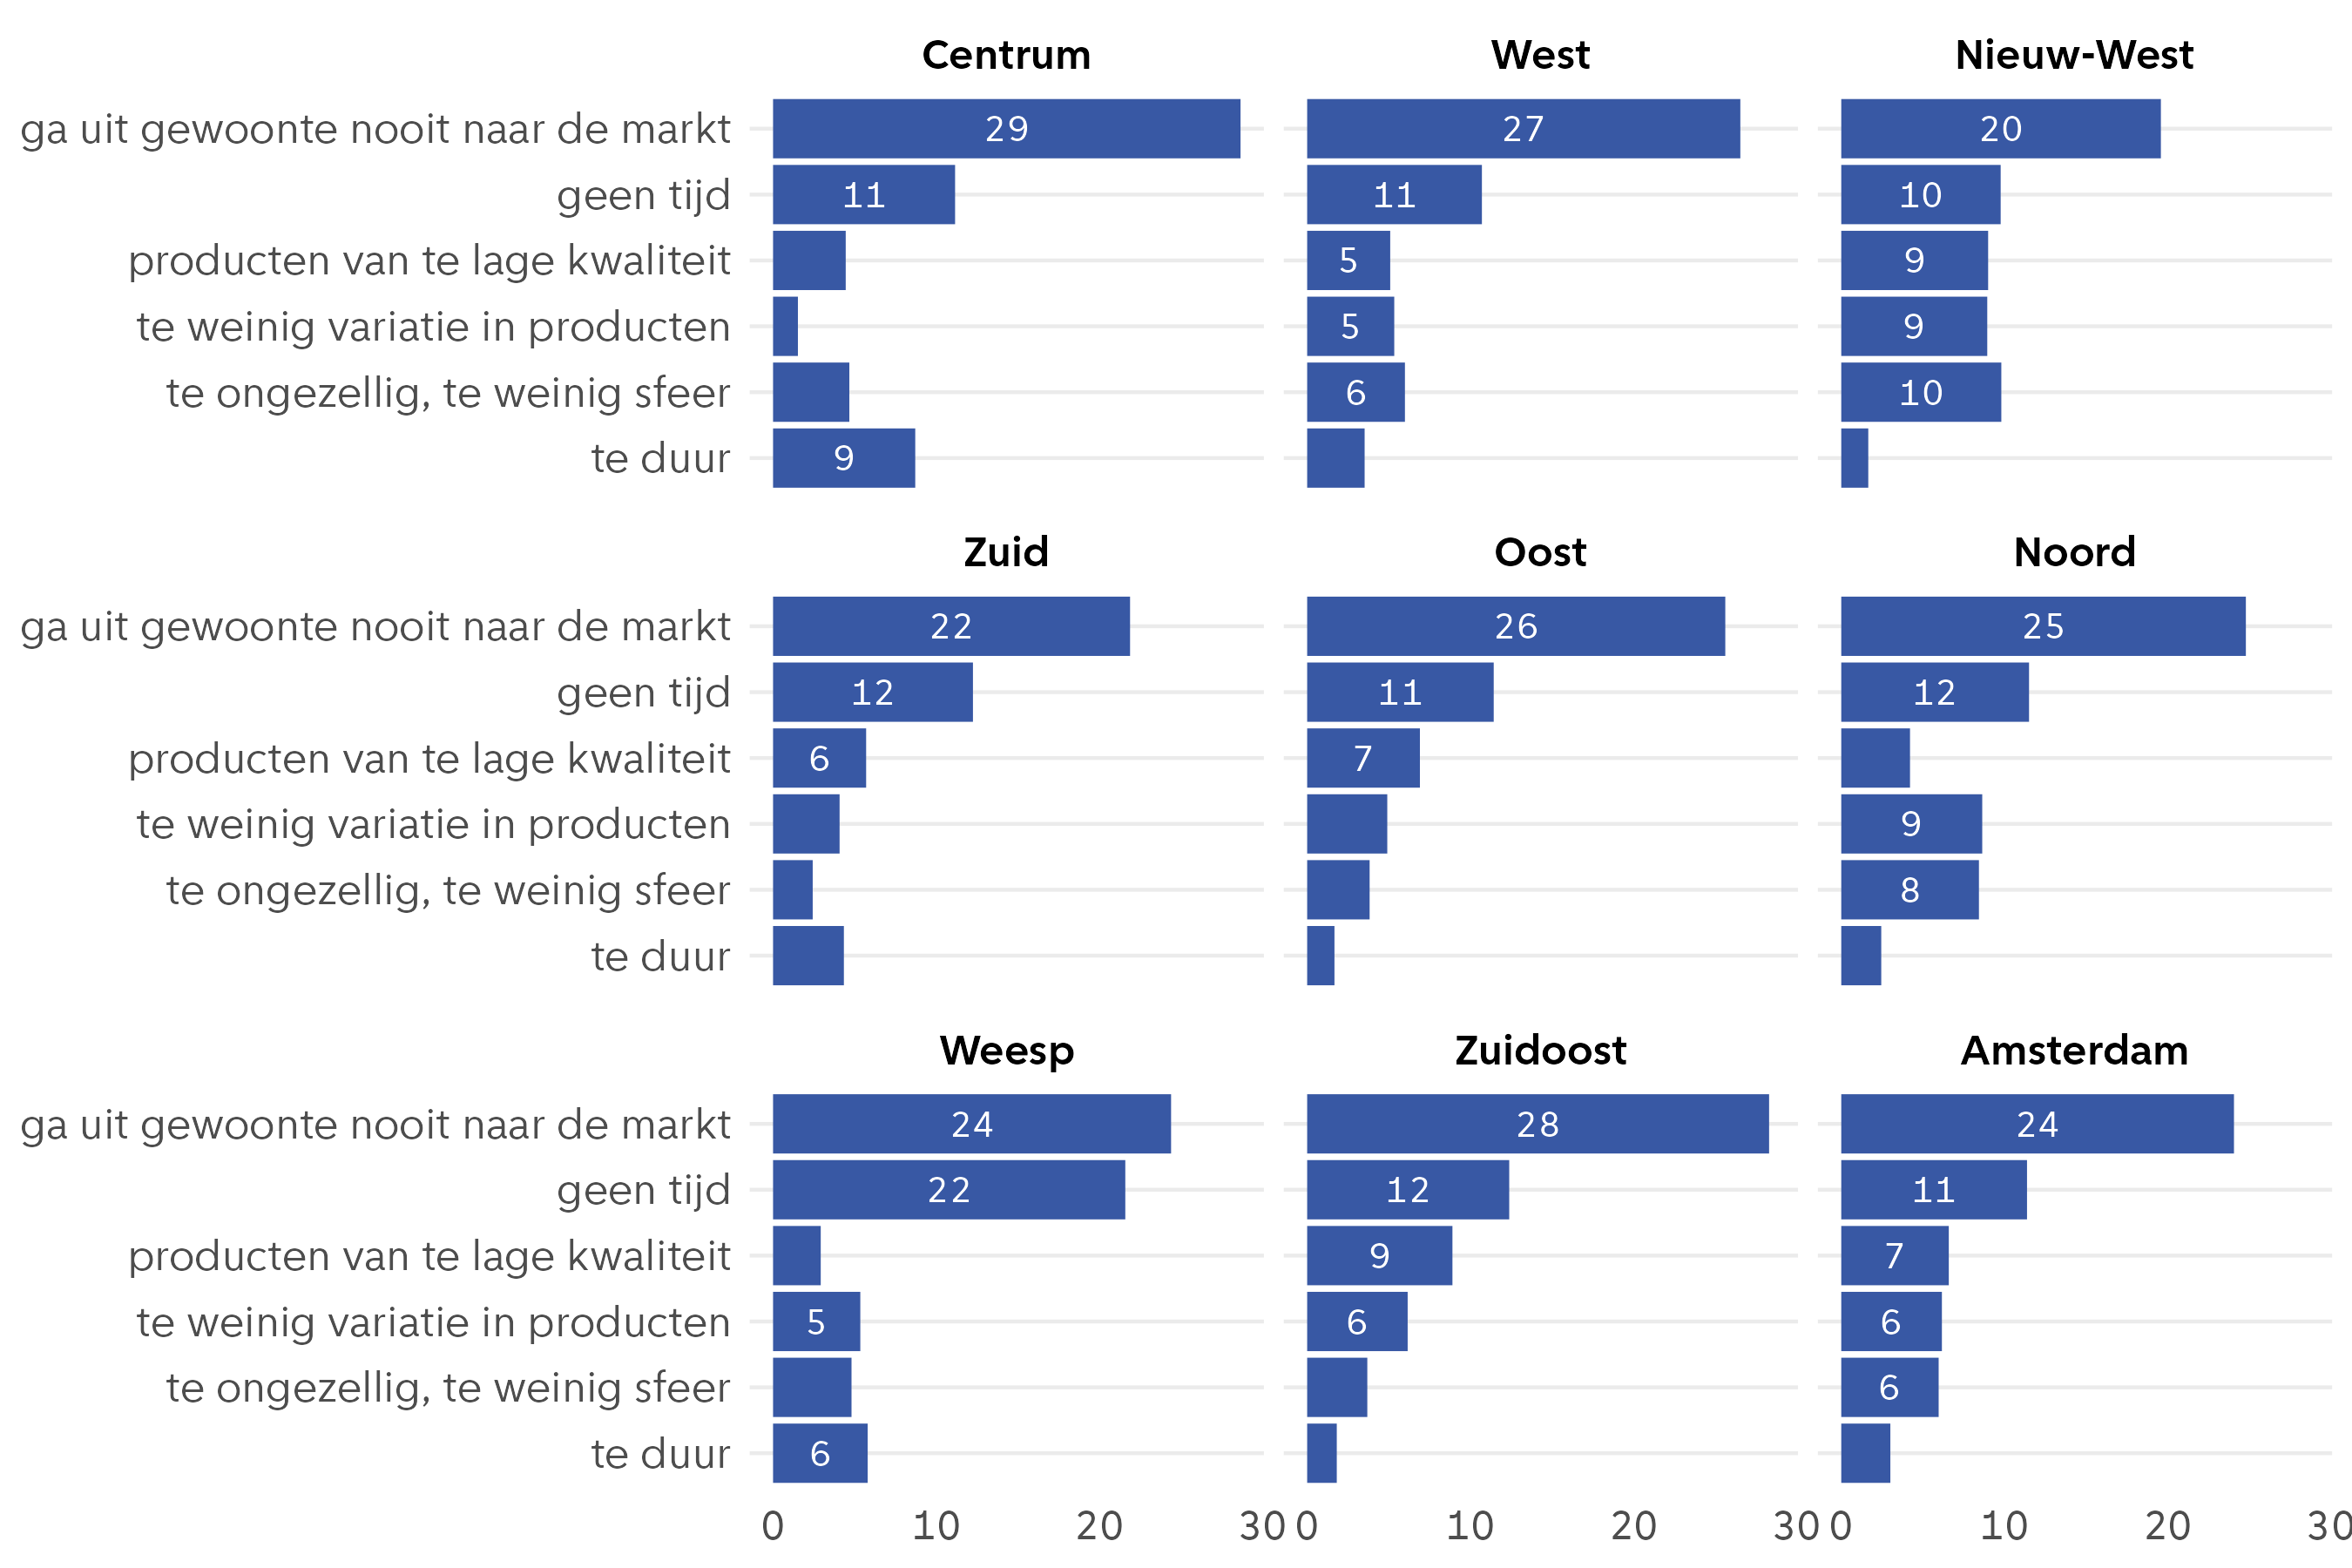 Centrum West Nieuw-West
ga uit gewoonte nooit naar de markt 29 27 20
geen tijd 11 11 10
producten van te lage kwaliteit 5 9
te weinig variatie in producten 5 9
te ongezellig, te weinig sfeer 6 10
te duur 9
Zuid Oost Noord
ga uit gewoonte nooit naar de markt 22 26 25
geen tijd 12 11 12
producten van te lage kwaliteit 6 7
te weinig variatie in producten 9
te ongezellig, te weinig sfeer 8
te duur
Weesp Zuidoost Amsterdam
ga uit gewoonte nooit naar de markt 24 28 24
geen tijd 22 12 11
producten van te lage kwaliteit 9 7
te weinig variatie in producten 5 6 6
te ongezellig, te weinig sfeer 6
te duur 6
0 10 20 30 0 10 20 30 0 10 20 30